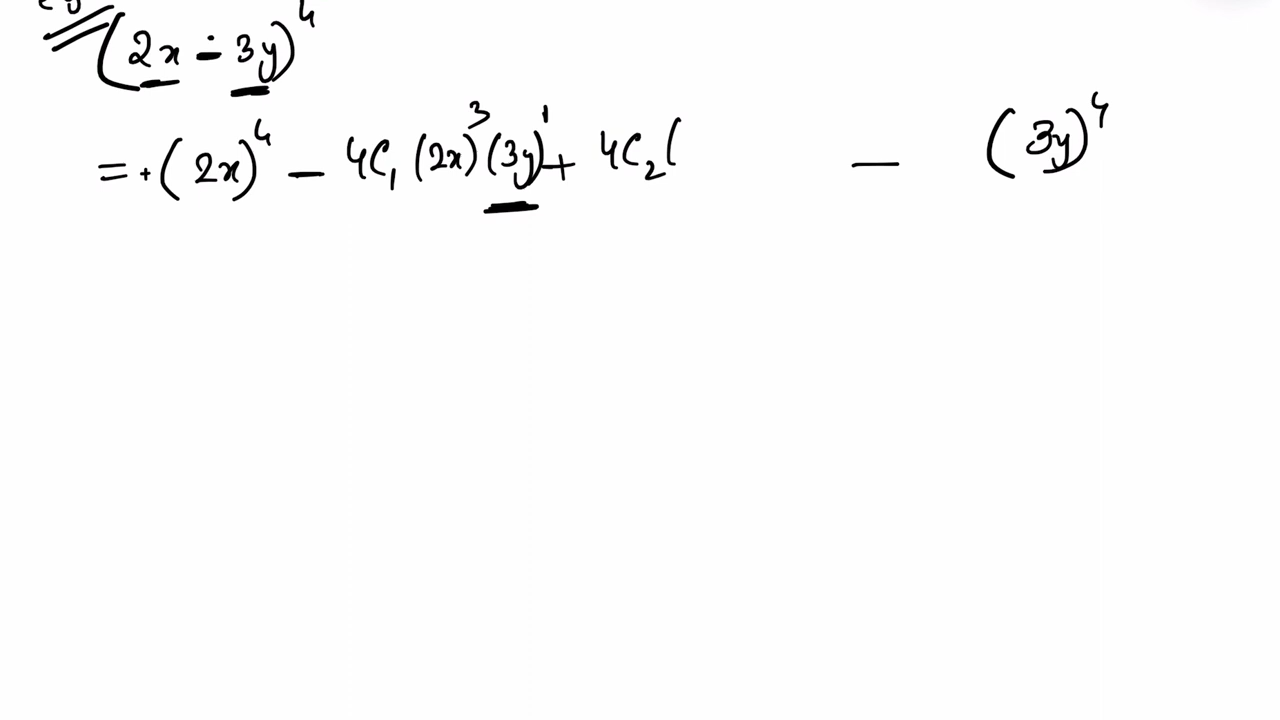 (2x - 3y)⁴
= + (2x)⁴ - 4C₁ (2x)³ (3y)¹ + 4C₂ ( - (3y)⁴